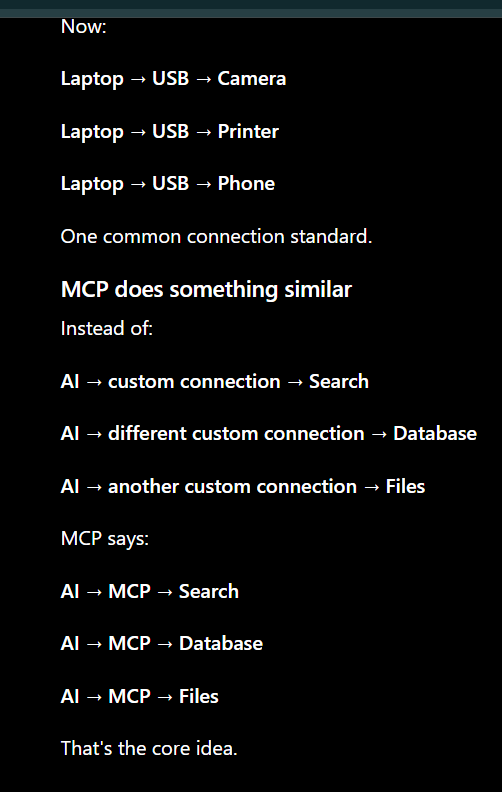 Now:
Laptop → USB → Camera
Laptop → USB → Printer
Laptop → USB → Phone
One common connection standard.
MCP does something similar
Instead of:
AI → custom connection → Search
AI → different custom connection → Database
AI → another custom connection → Files
MCP says:
AI → MCP → Search
AI → MCP → Database
AI → MCP → Files
That's the core idea.